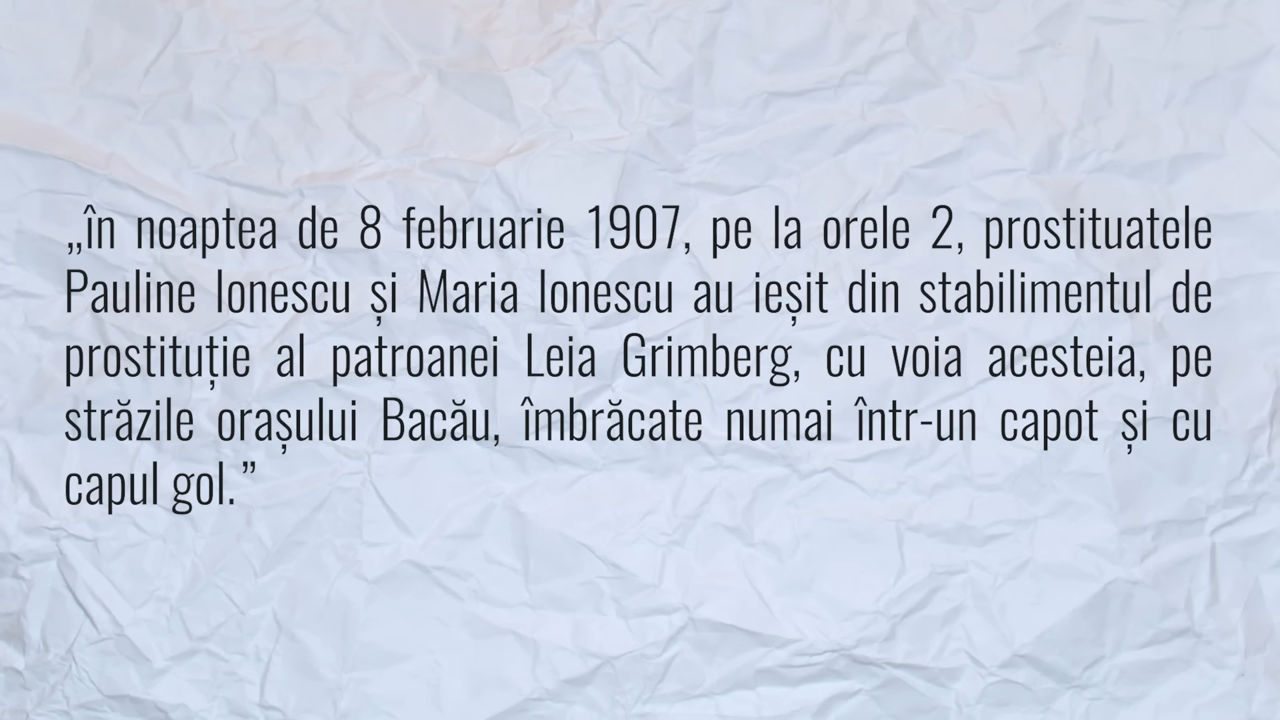 „în noaptea de 8 februarie 1907, pe la orele 2, prostituatele
Pauline Ionescu și Maria Ionescu au ieșit din stabilimentul de
prostituție al patroanei Leia Grimberg, cu voia acesteia, pe
străzile orașului Bacău, îmbrăcate numai într-un capot și cu
capul gol.”